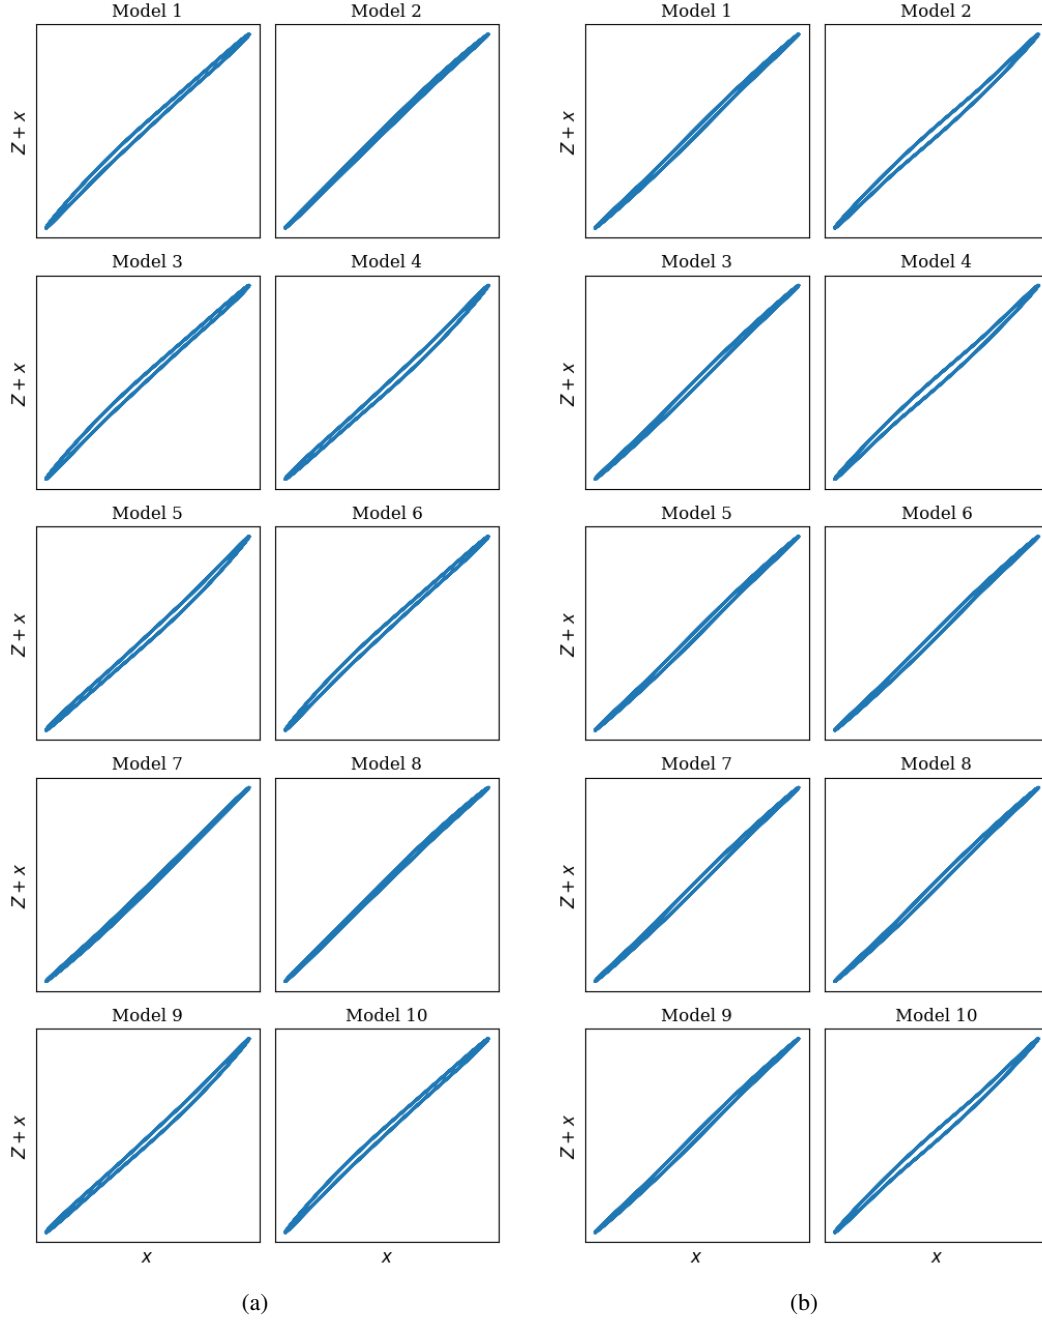 Model 1 Model 2 Model 1 Model 2
Z + x Z + x
Model 3 Model 4 Model 3 Model 4
Z + x Z + x
Model 5 Model 6 Model 5 Model 6
Z + x Z + x
Model 7 Model 8 Model 7 Model 8
Z + x Z + x
Model 9 Model 10 Model 9 Model 10
Z + x Z + x
x x x x
(a) (b)